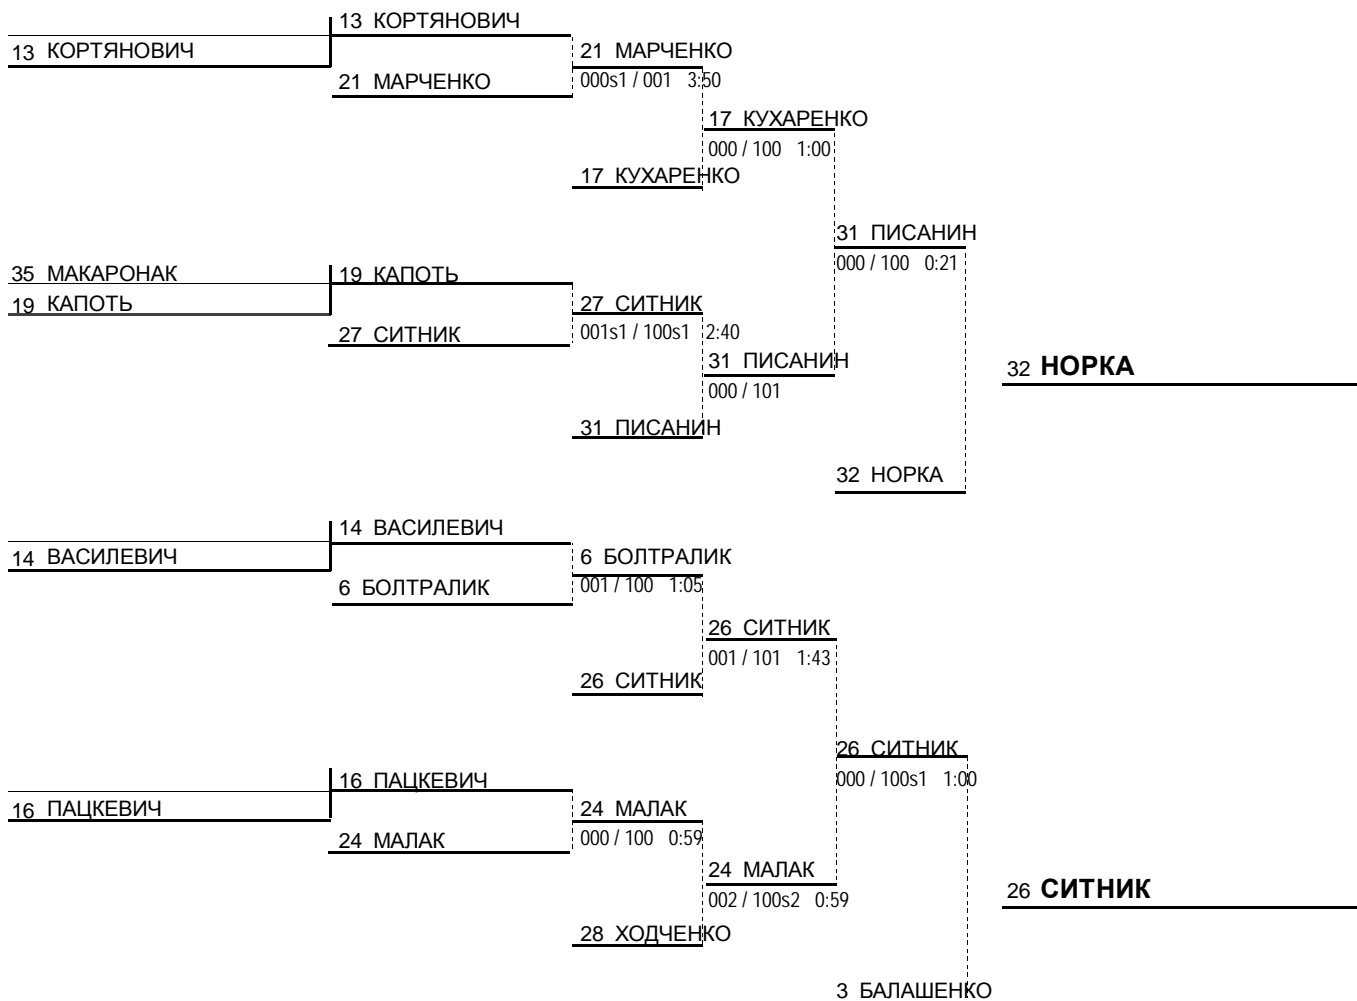 13 КОРТЯНОВИЧ
13 КОРТЯНОВИЧ
21 МАРЧЕНКО
21 МАРЧЕНКО
000s1 / 001 3:50
17 КУХАРЕНКО
000 / 100 1:00
17 КУХАРЕНКО
31 ПИСАНИН
000 / 100 0:21
35 МАКАРОНАК
19 КАПОТЬ
19 КАПОТЬ
27 СИТНИК
27 СИТНИК
001s1 / 100s1 2:40
31 ПИСАНИН
000 / 101
32 НОРКА
31 ПИСАНИН
32 НОРКА
14 ВАСИЛЕВИЧ
14 ВАСИЛЕВИЧ
6 БОЛТРАЛИК
6 БОЛТРАЛИК
001 / 100 1:05
26 СИТНИК
001 / 101 1:43
26 СИТНИК
26 СИТНИК
000 / 100s1 1:00
16 ПАЦКЕВИЧ
16 ПАЦКЕВИЧ
24 МАЛАК
24 МАЛАК
000 / 100 0:59
24 МАЛАК
002 / 100s2 0:59
26 СИТНИК
28 ХОДЧЕНКО
3 БАЛАШЕНКО